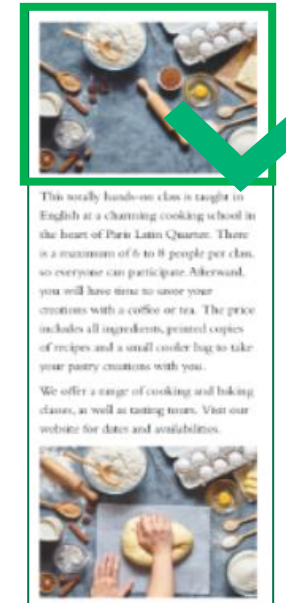 This totally hands-on class is taught in
English at a charming cooking school in
the heart of Paris Latin Quarter. There
is a maximum of 6 to 8 people per class,
so everyone can participate. Afterward,
you will have time to savor your
creations with a coffee or tea. The price
includes all ingredients, printed copies
of recipes and a small cooler bag to take
your pastry creations with you.
We offer a range of cooking and baking
classes, as well as tasting tours. Visit our
website for dates and availabilities.